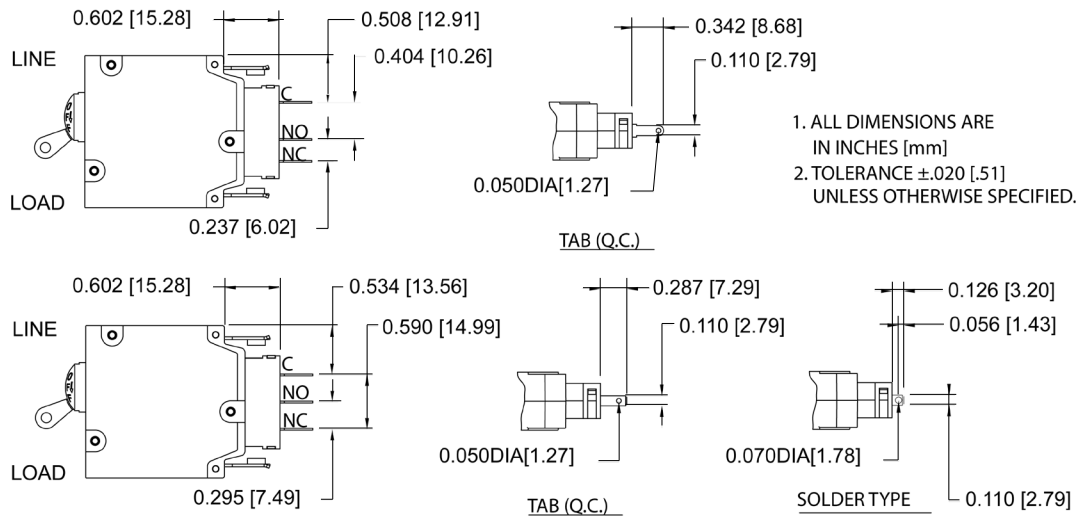 0.602 [15.28]
0.508 [12.91]
0.404 [10.26]
LINE
C
NO
NC
LOAD
0.237 [6.02]
0.342 [8.68]
0.110 [2.79]
0.050DIA[1.27]
TAB (Q.C.)
1. ALL DIMENSIONS ARE
IN INCHES [mm]
2. TOLERANCE ±.020 [.51]
UNLESS OTHERWISE SPECIFIED.
0.602 [15.28]
0.534 [13.56]
0.590 [14.99]
LINE
C
NO
NC
LOAD
0.295 [7.49]
0.287 [7.29]
0.110 [2.79]
0.050DIA[1.27]
TAB (Q.C.)
0.126 [3.20]
0.056 [1.43]
0.070DIA[1.78]
0.110 [2.79]
SOLDER TYPE